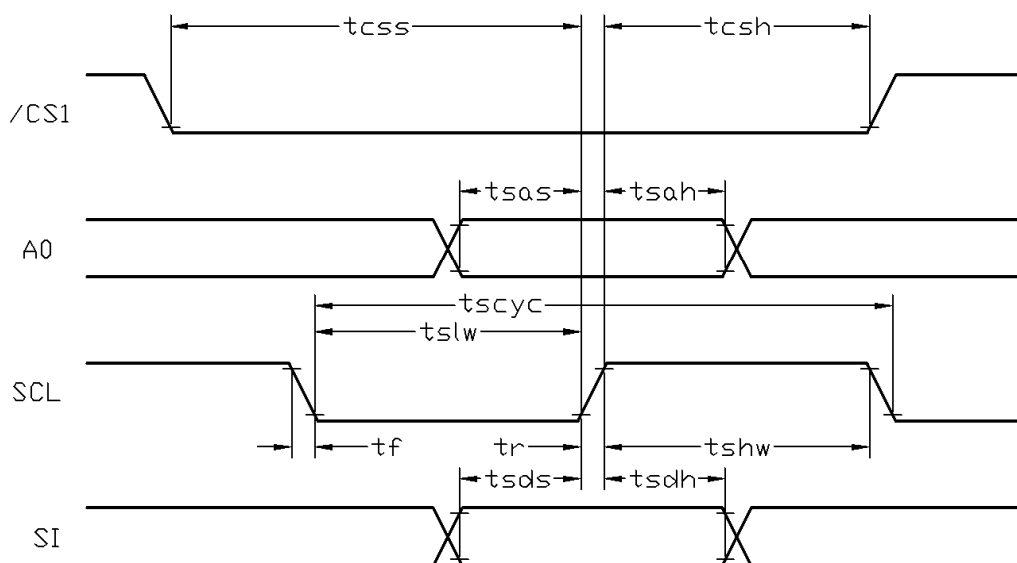 tcss tcsh
/CS1
tsas tsah
A0
tscyc
tslw
SCL
tf tr tshw
tsds tsdh
SI